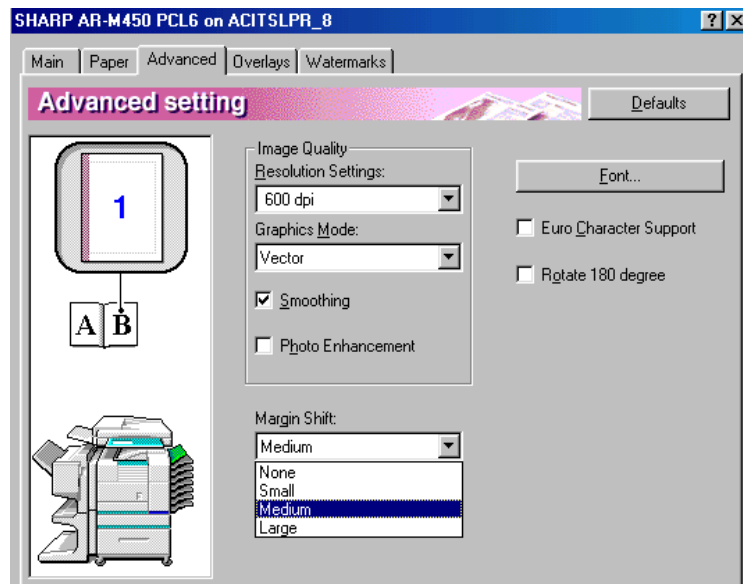 SHARP AR-M450 PCL6 on ACITSLPR_8
Main Paper Advanced Overlays Watermarks
Advanced setting
Defaults
1
A B
Image Quality
Resolution Settings:
600 dpi
Graphics Mode:
Vector
Smoothing
Photo Enhancement
Font...
Euro Character Support
Rotate 180 degree
Margin Shift:
Medium
None
Small
Medium
Large